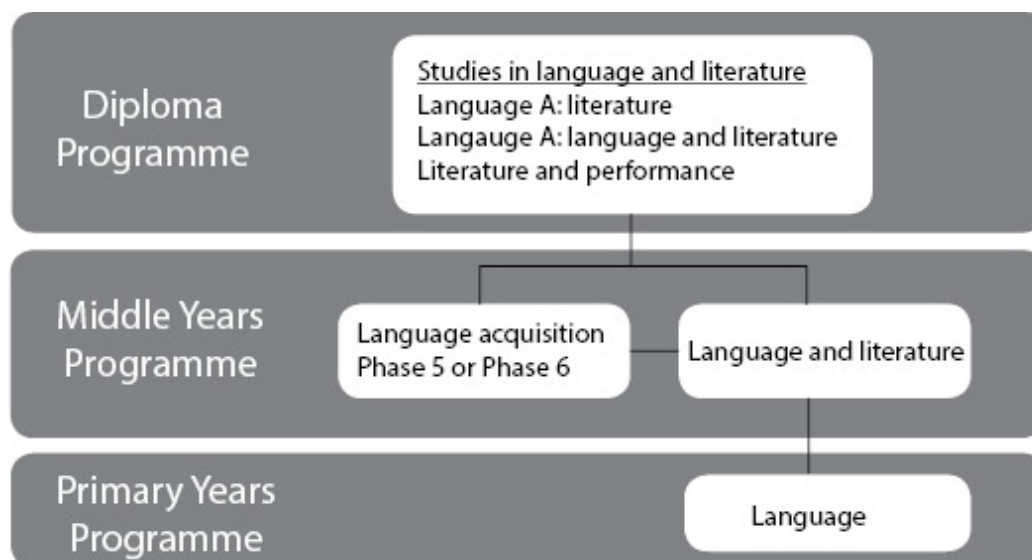 Diploma
Programme
Studies in language and literature
Language A: literature
Langauge A: language and literature
Literature and performance
Middle Years
Programme
Language acquisition
Phase 5 or Phase 6
Language and literature
Primary Years
Programme
Language